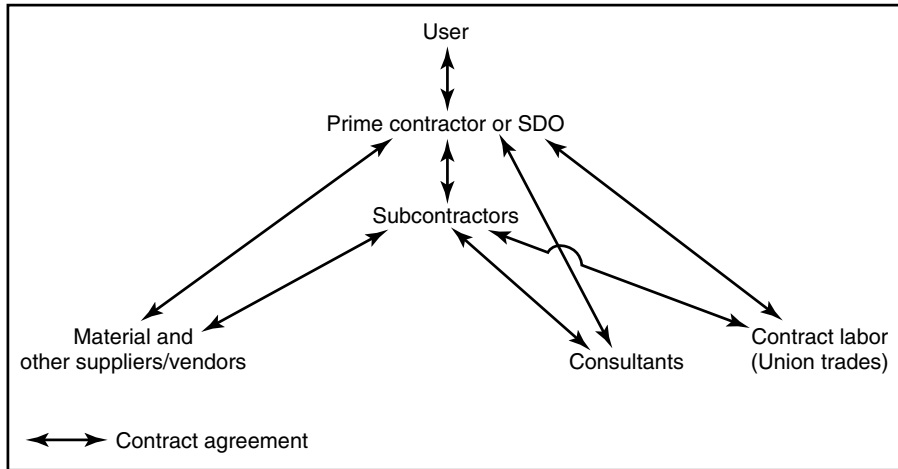 User
Prime contractor or SDO
Subcontractors
Material and
other suppliers/vendors
Consultants
Contract labor
(Union trades)
Contract agreement